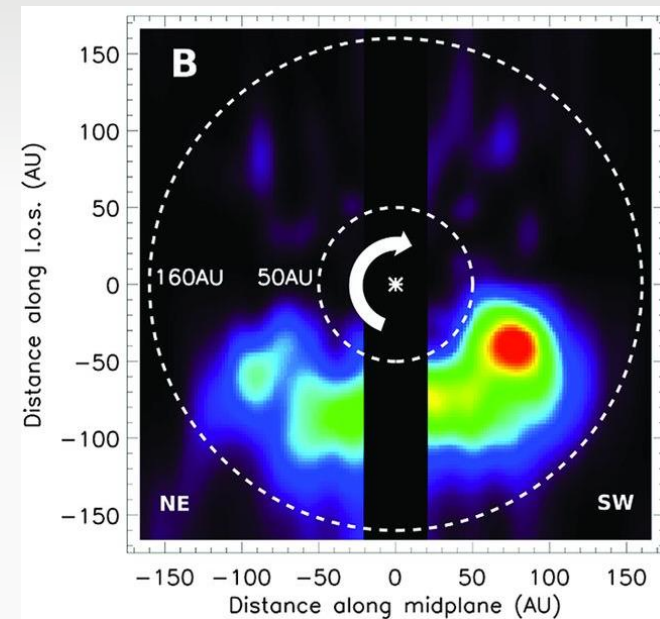 B
150
100
50
0
−50
−100
−150
Distance along l.o.s. (AU)
160AU 50AU
NE SW
−150 −100 −50 0 50 100 150
Distance along midplane (AU)